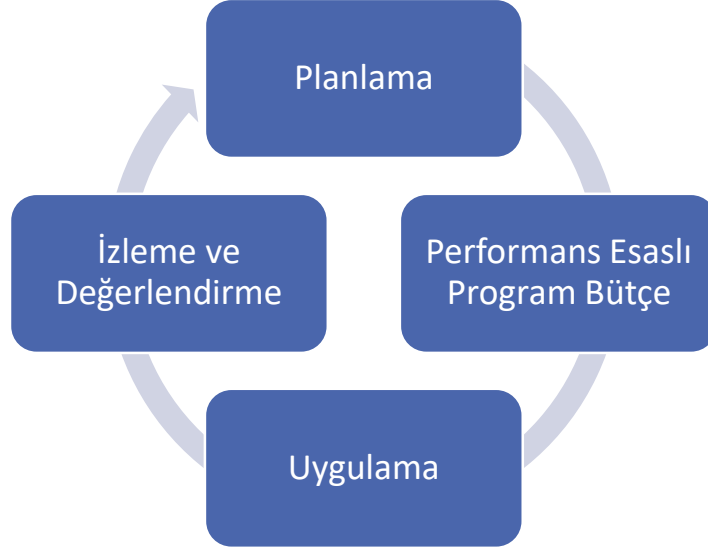 Planlama
Performans Esaslı
Program Bütçe
Uygulama
İzleme ve
Değerlendirme